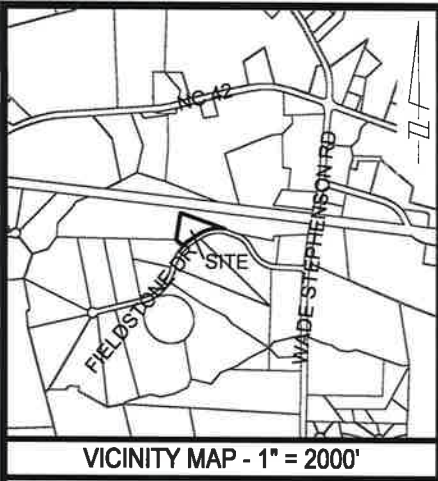 NC 42
WADE STEPHENSON RD
SITE
FIELDSTONE DR
N
VICINITY MAP - 1" = 2000'